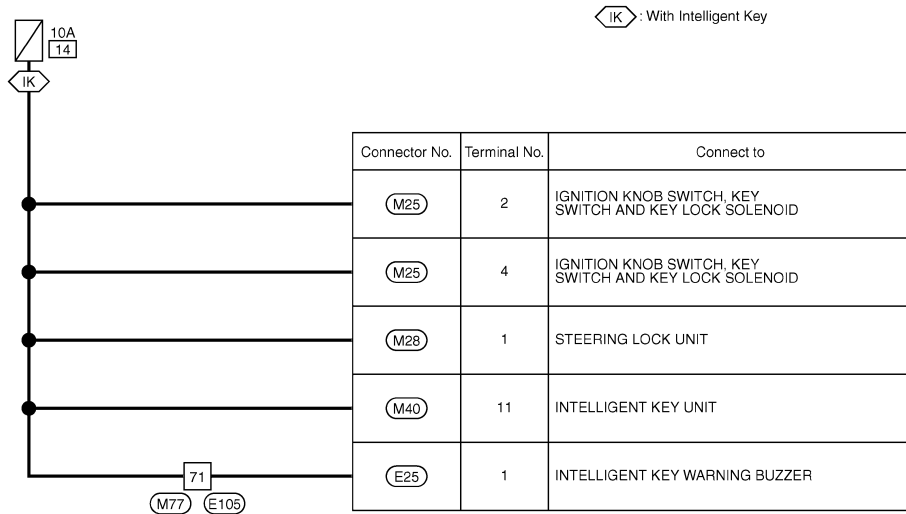 IK : With Intelligent Key
10A
14
IK
Connector No. Terminal No. Connect to
M25 2 IGNITION KNOB SWITCH, KEY
SWITCH AND KEY LOCK SOLENOID
M25 4 IGNITION KNOB SWITCH, KEY
SWITCH AND KEY LOCK SOLENOID
M28 1 STEERING LOCK UNIT
M40 11 INTELLIGENT KEY UNIT
71 E25 1 INTELLIGENT KEY WARNING BUZZER
M77 E105